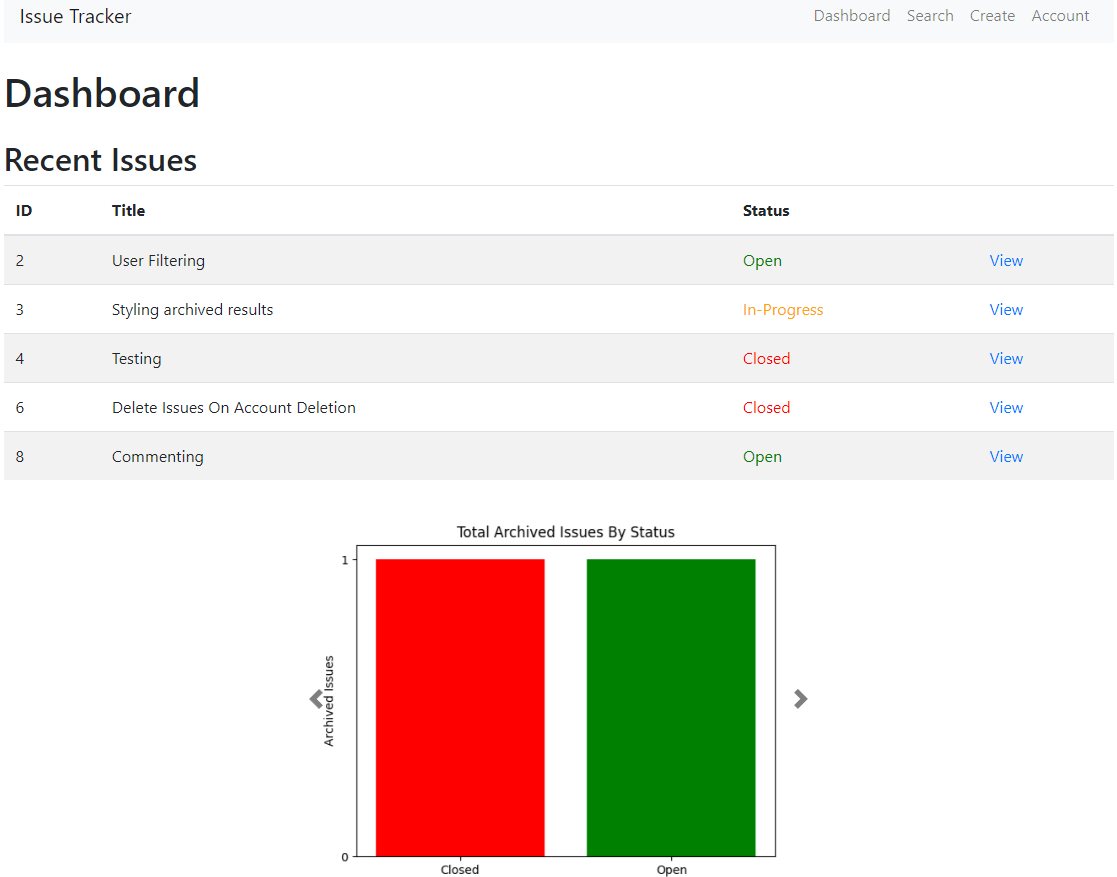 Issue Tracker Dashboard Search Create Account
Dashboard
Recent Issues
ID Title Status
2 User Filtering Open View
3 Styling archived results In-Progress View
4 Testing Closed View
6 Delete Issues On Account Deletion Closed View
8 Commenting Open View
Total Archived Issues By Status
1
Archived Issues
0
Closed Open